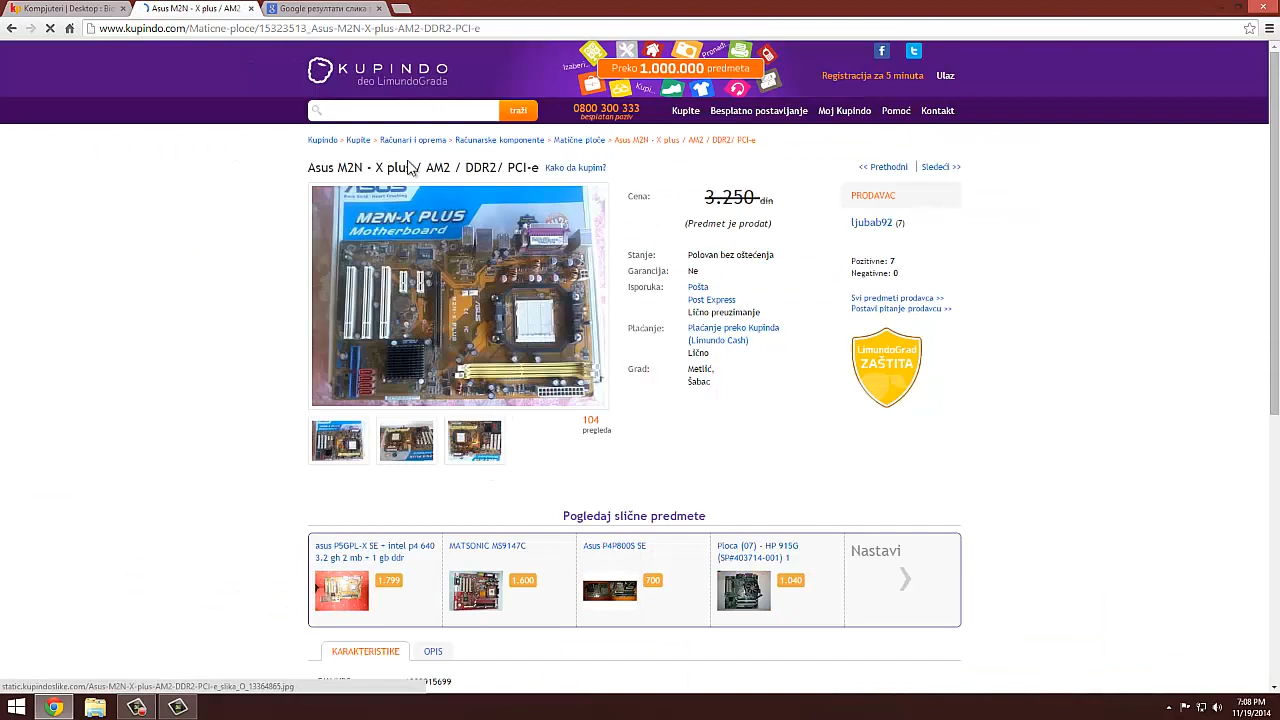 Kompjuteri | Desktop : Bi
Asus M2N - X plus / AM2
Google резултати слика
www.kupindo.com/Maticne-ploce/15323513_Asus-M2N-X-plus-AM2-DDR2-PCI-e
KUPINDO
deo LimundoGrada
Izaberi
Pronađi
Kupi
Preko 1.000.000 predmeta
Registracija za 5 minuta
Ulaz
traži
0800 300 333
besplatan poziv
Kupite
Besplatno postavljanje
Moj Kupindo
Pomoć
Kontakt
Kupindo > Kupite > Računari i oprema > Računarske komponente > Matične ploče > Asus M2N - X plus / AM2 / DDR2/ PCI-e
Asus M2N - X plus / AM2 / DDR2/ PCI-e
Kako da kupim?
<< Prethodni
Sledeći >>
M2N-X PLUS
Motherboard
104
pregleda
Cena:
3.250 din
(Predmet je prodat)
Stanje:
Polovan bez oštećenja
Garancija:
Ne
Isporuka:
Pošta
Post Express
Lično preuzimanje
Plaćanje:
Plaćanje preko Kupinda
(Limundo Cash)
Lično
Grad:
Metlić,
Šabac
PRODAVAC
ljubab92 (7)
Pozitivne: 7
Negativne: 0
Svi predmeti prodavca >>
Postavi pitanje prodavcu >>
LimundoGrad
ZAŠTITA
Pogledaj slične predmete
asus P5GPL-X SE + intel p4 640
3.2 gh 2 mb + 1 gb ddr
1.799
MATSONIC MS9147C
1.600
Asus P4P800S SE
700
Ploca (07) - HP 915G
(SP#403714-001) 1
1.040
Nastavi
KARAKTERISTIKE
OPIS
static.kupindoslike.com/Asus-M2N-X-plus-AM2-DDR2-PCI-e_slika_O_13364865.jpg
7:08 PM
11/19/2014